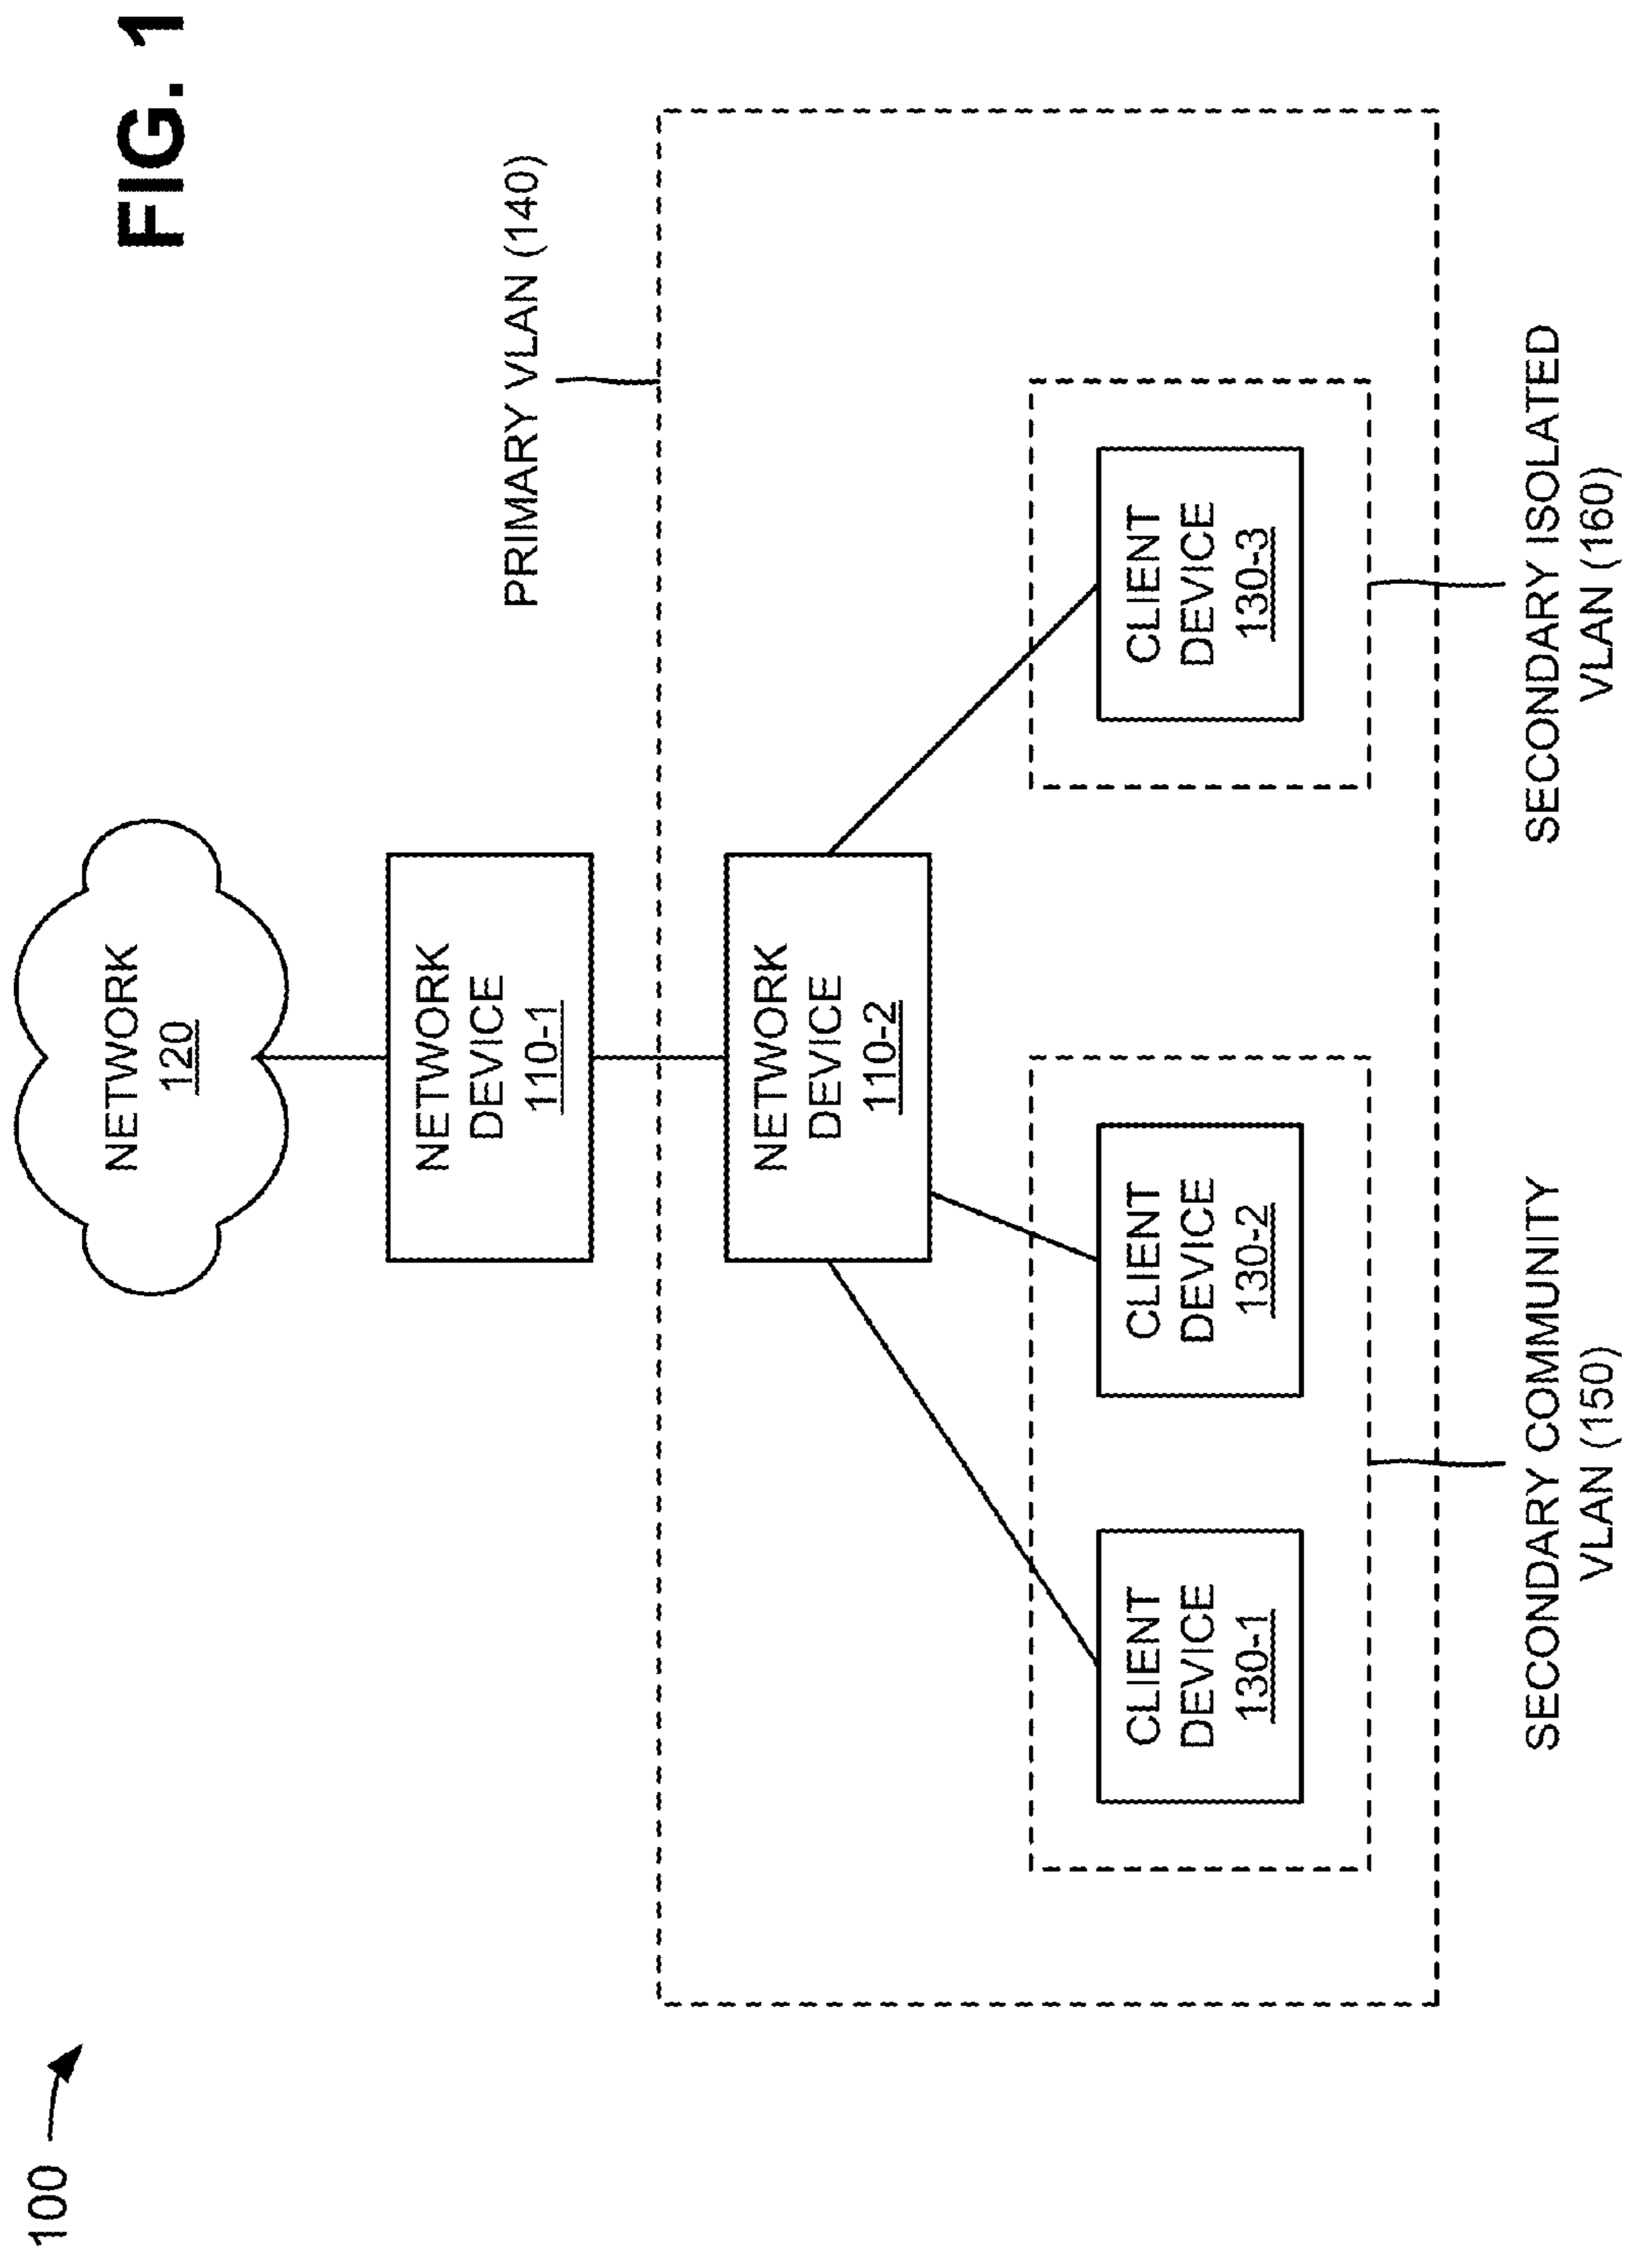 100
FIG. 1
NETWORK
120
NETWORK
DEVICE
110-1
PRIMARY VLAN (140)
NETWORK
DEVICE
110-2
CLIENT
DEVICE
130-1
CLIENT
DEVICE
130-2
CLIENT
DEVICE
130-3
SECONDARY COMMUNITY
VLAN (150)
SECONDARY ISOLATED
VLAN (160)